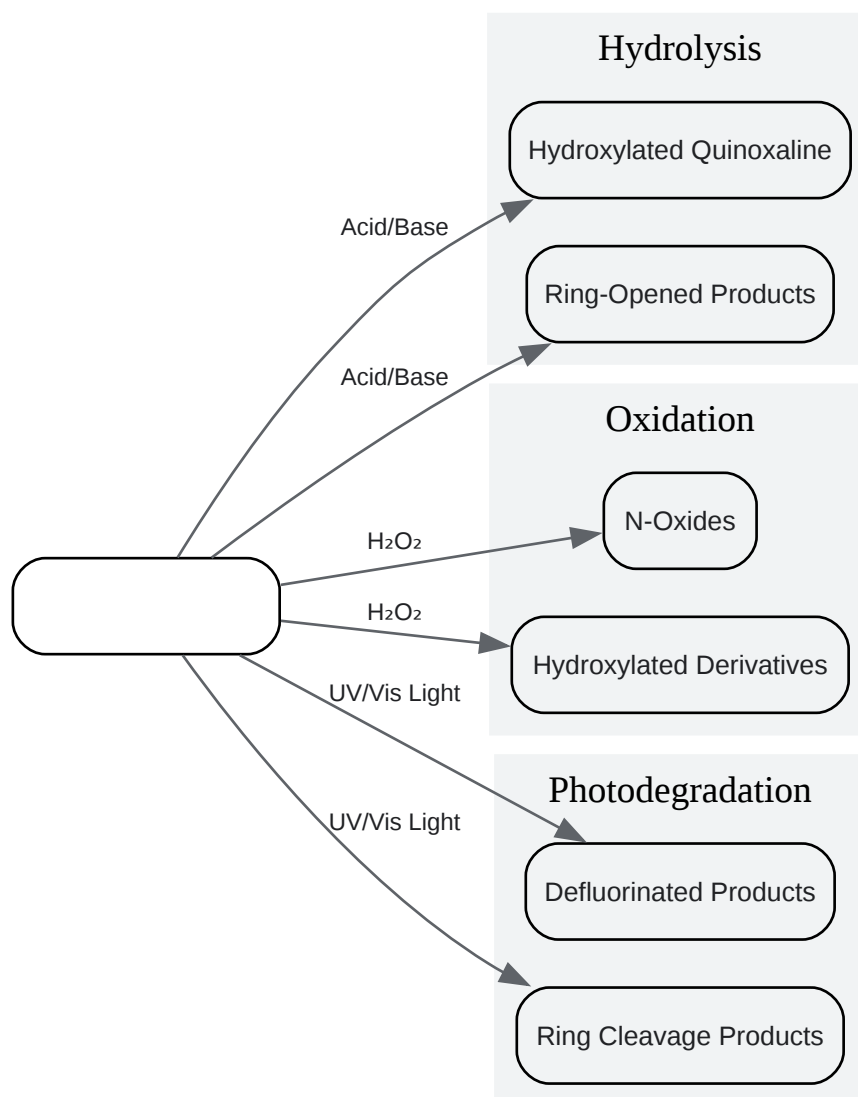 Hydrolysis
Hydroxylated Quinoxaline
Acid/Base
Ring-Opened Products
Acid/Base
Oxidation
N-Oxides
H₂O₂
H₂O₂
Hydroxylated Derivatives
UV/Vis Light
Photodegradation
UV/Vis Light
Defluorinated Products
Ring Cleavage Products